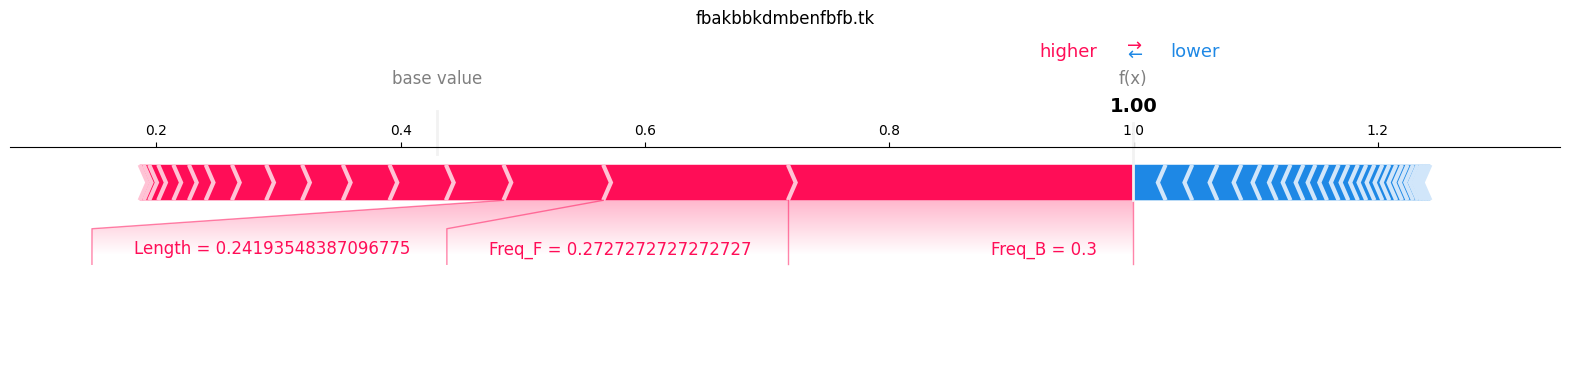 fbakbbkdmbenfbfb.tk
higher ⇄ lower
base value f(x)
1.00
0.2 0.4 0.6 0.8 1.0 1.2
Length = 0.24193548387096775 Freq_F = 0.2727272727272727 Freq_B = 0.3